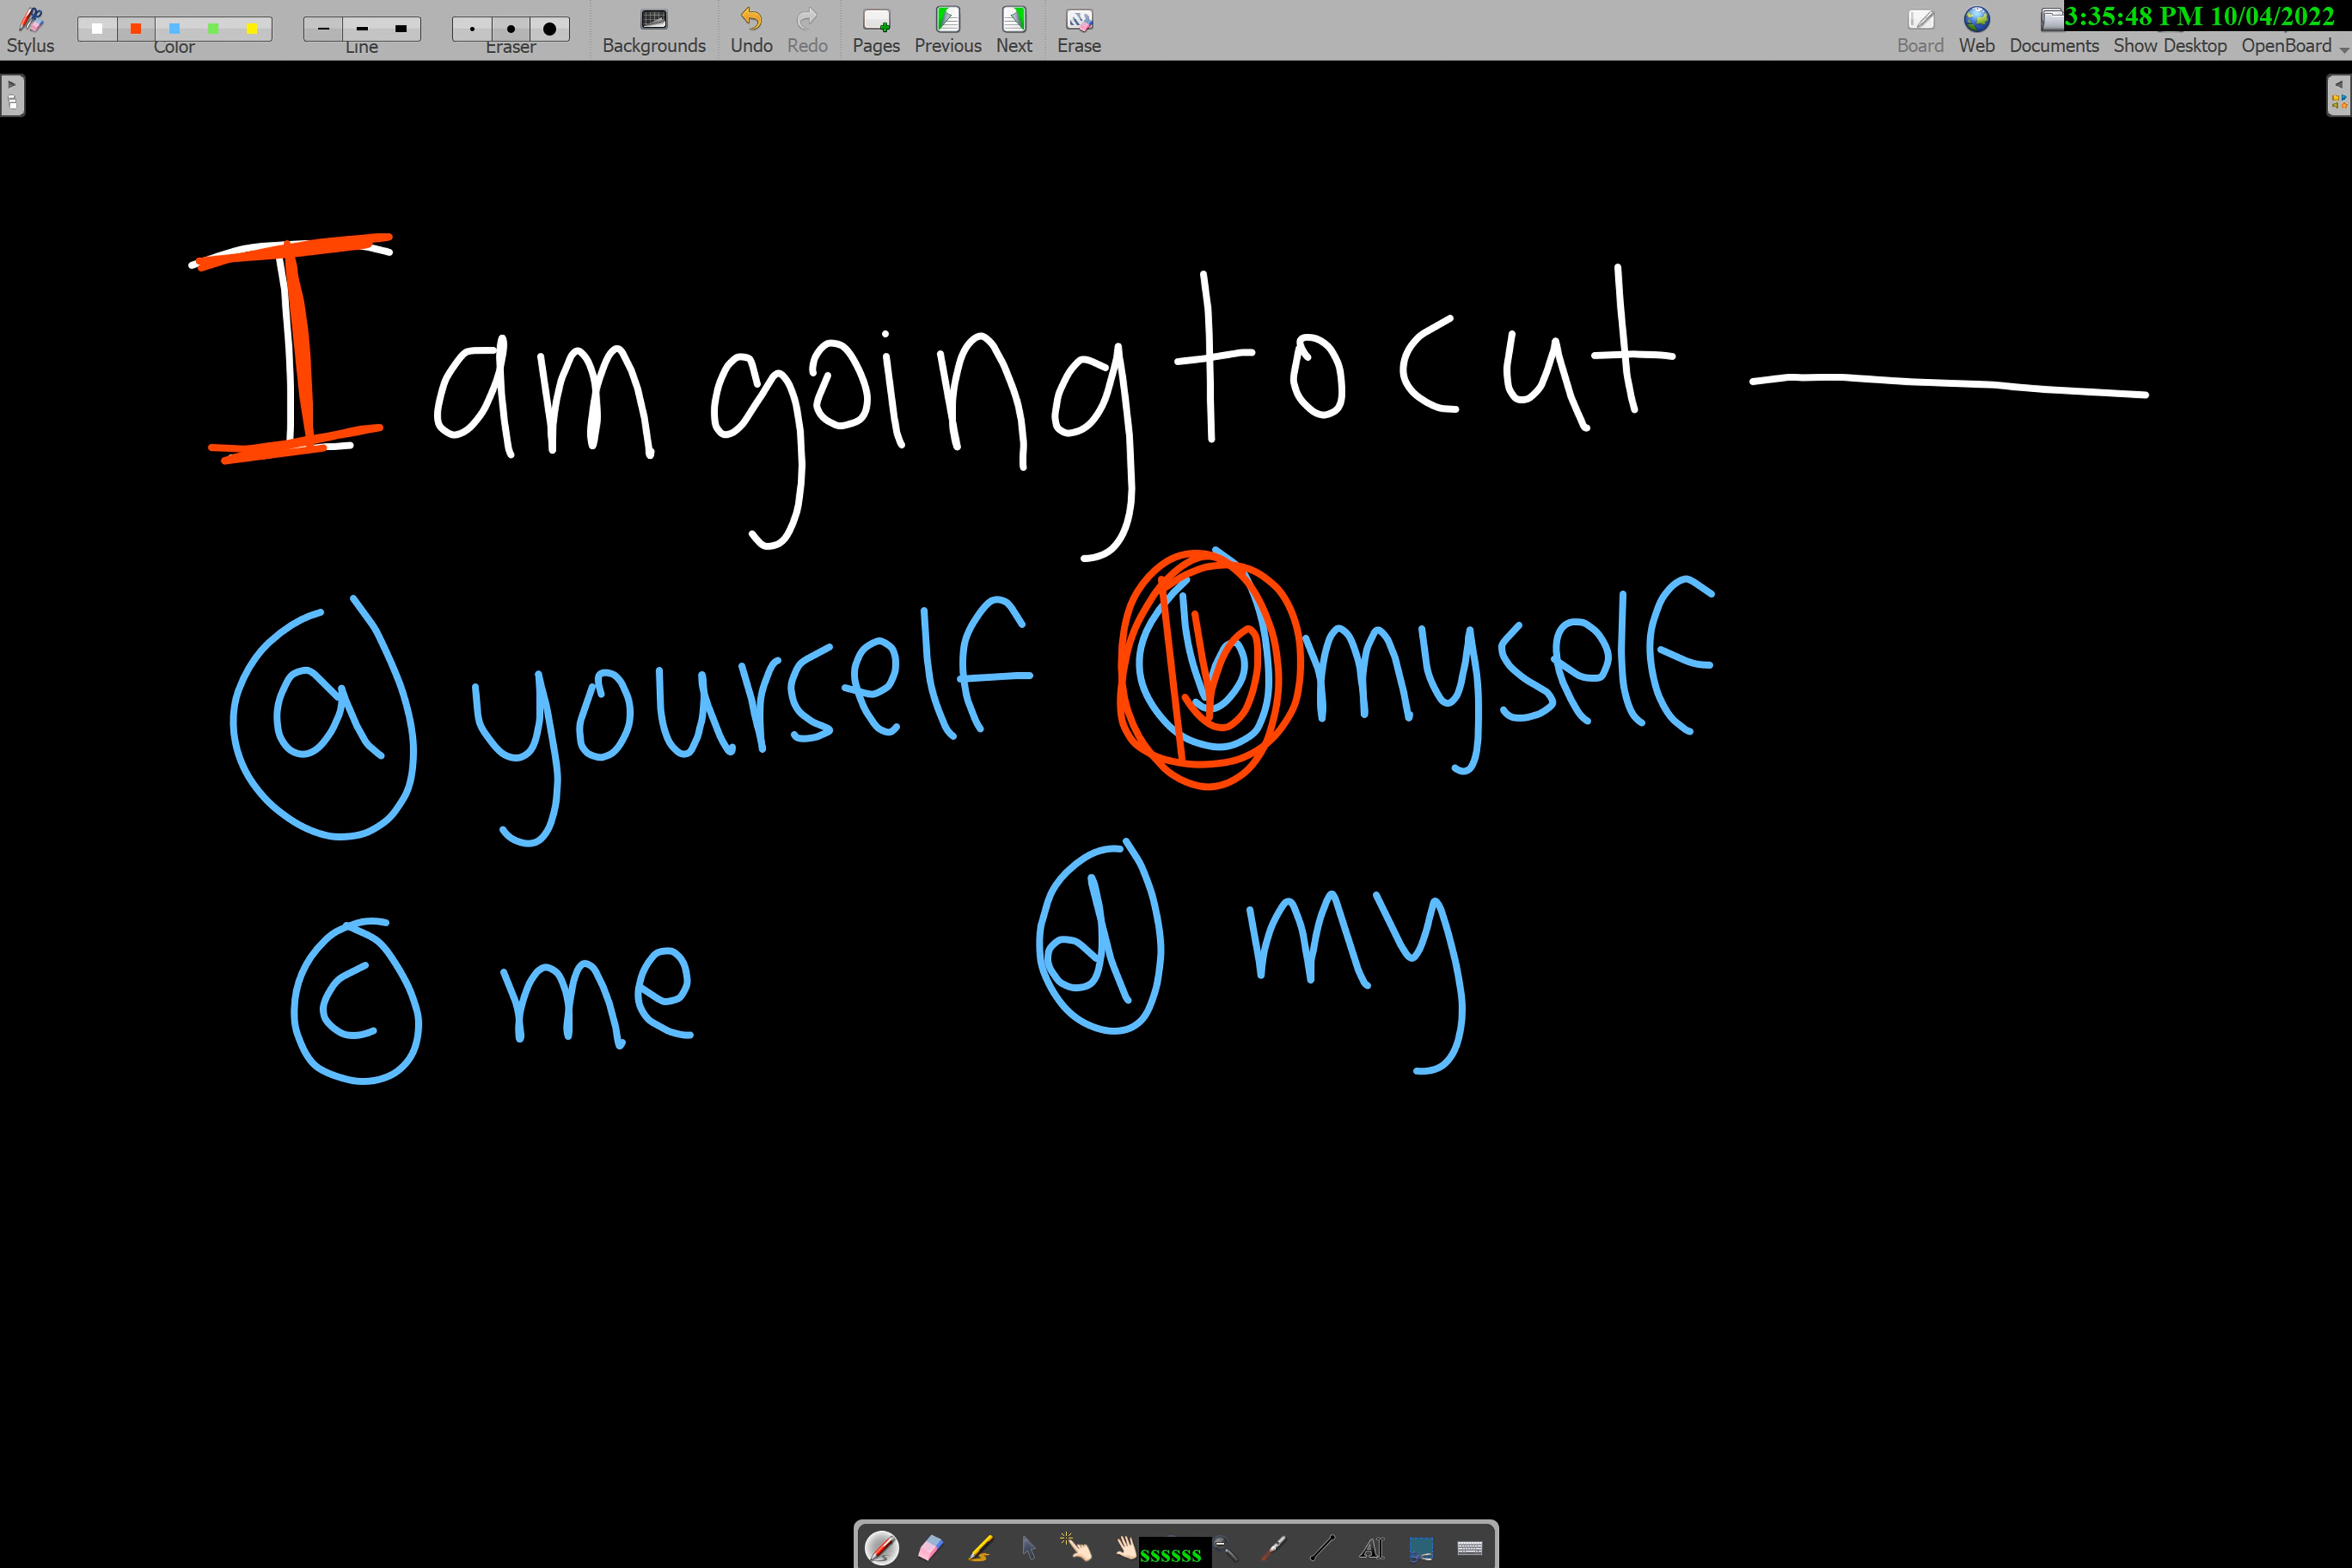 3:35:48 PM 10/04/2022
Stylus Color Line Eraser Backgrounds Undo Redo Pages Previous Next Erase Board Web Documents Show Desktop OpenBoard
I am going to cut
a yourself b myself
c me d my
ssssss